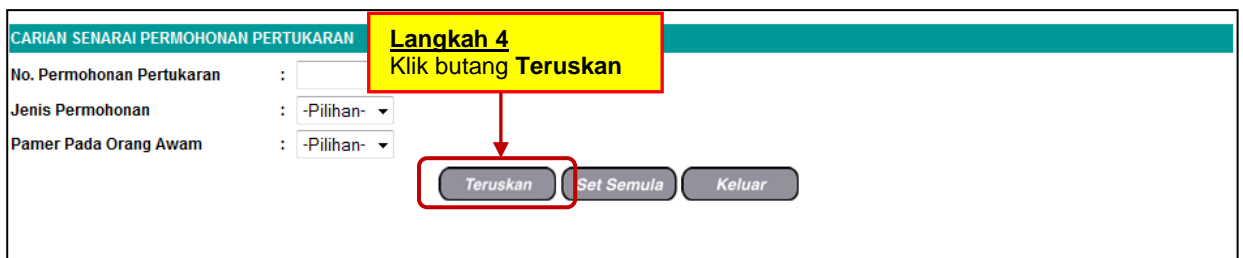 CARIAN SENARAI PERMOHONAN PERTUKARAN
Langkah 4
Klik butang Teruskan
No. Permohonan Pertukaran :
Jenis Permohonan : -Pilihan-
Pamer Pada Orang Awam : -Pilihan-
Teruskan Set Semula Keluar